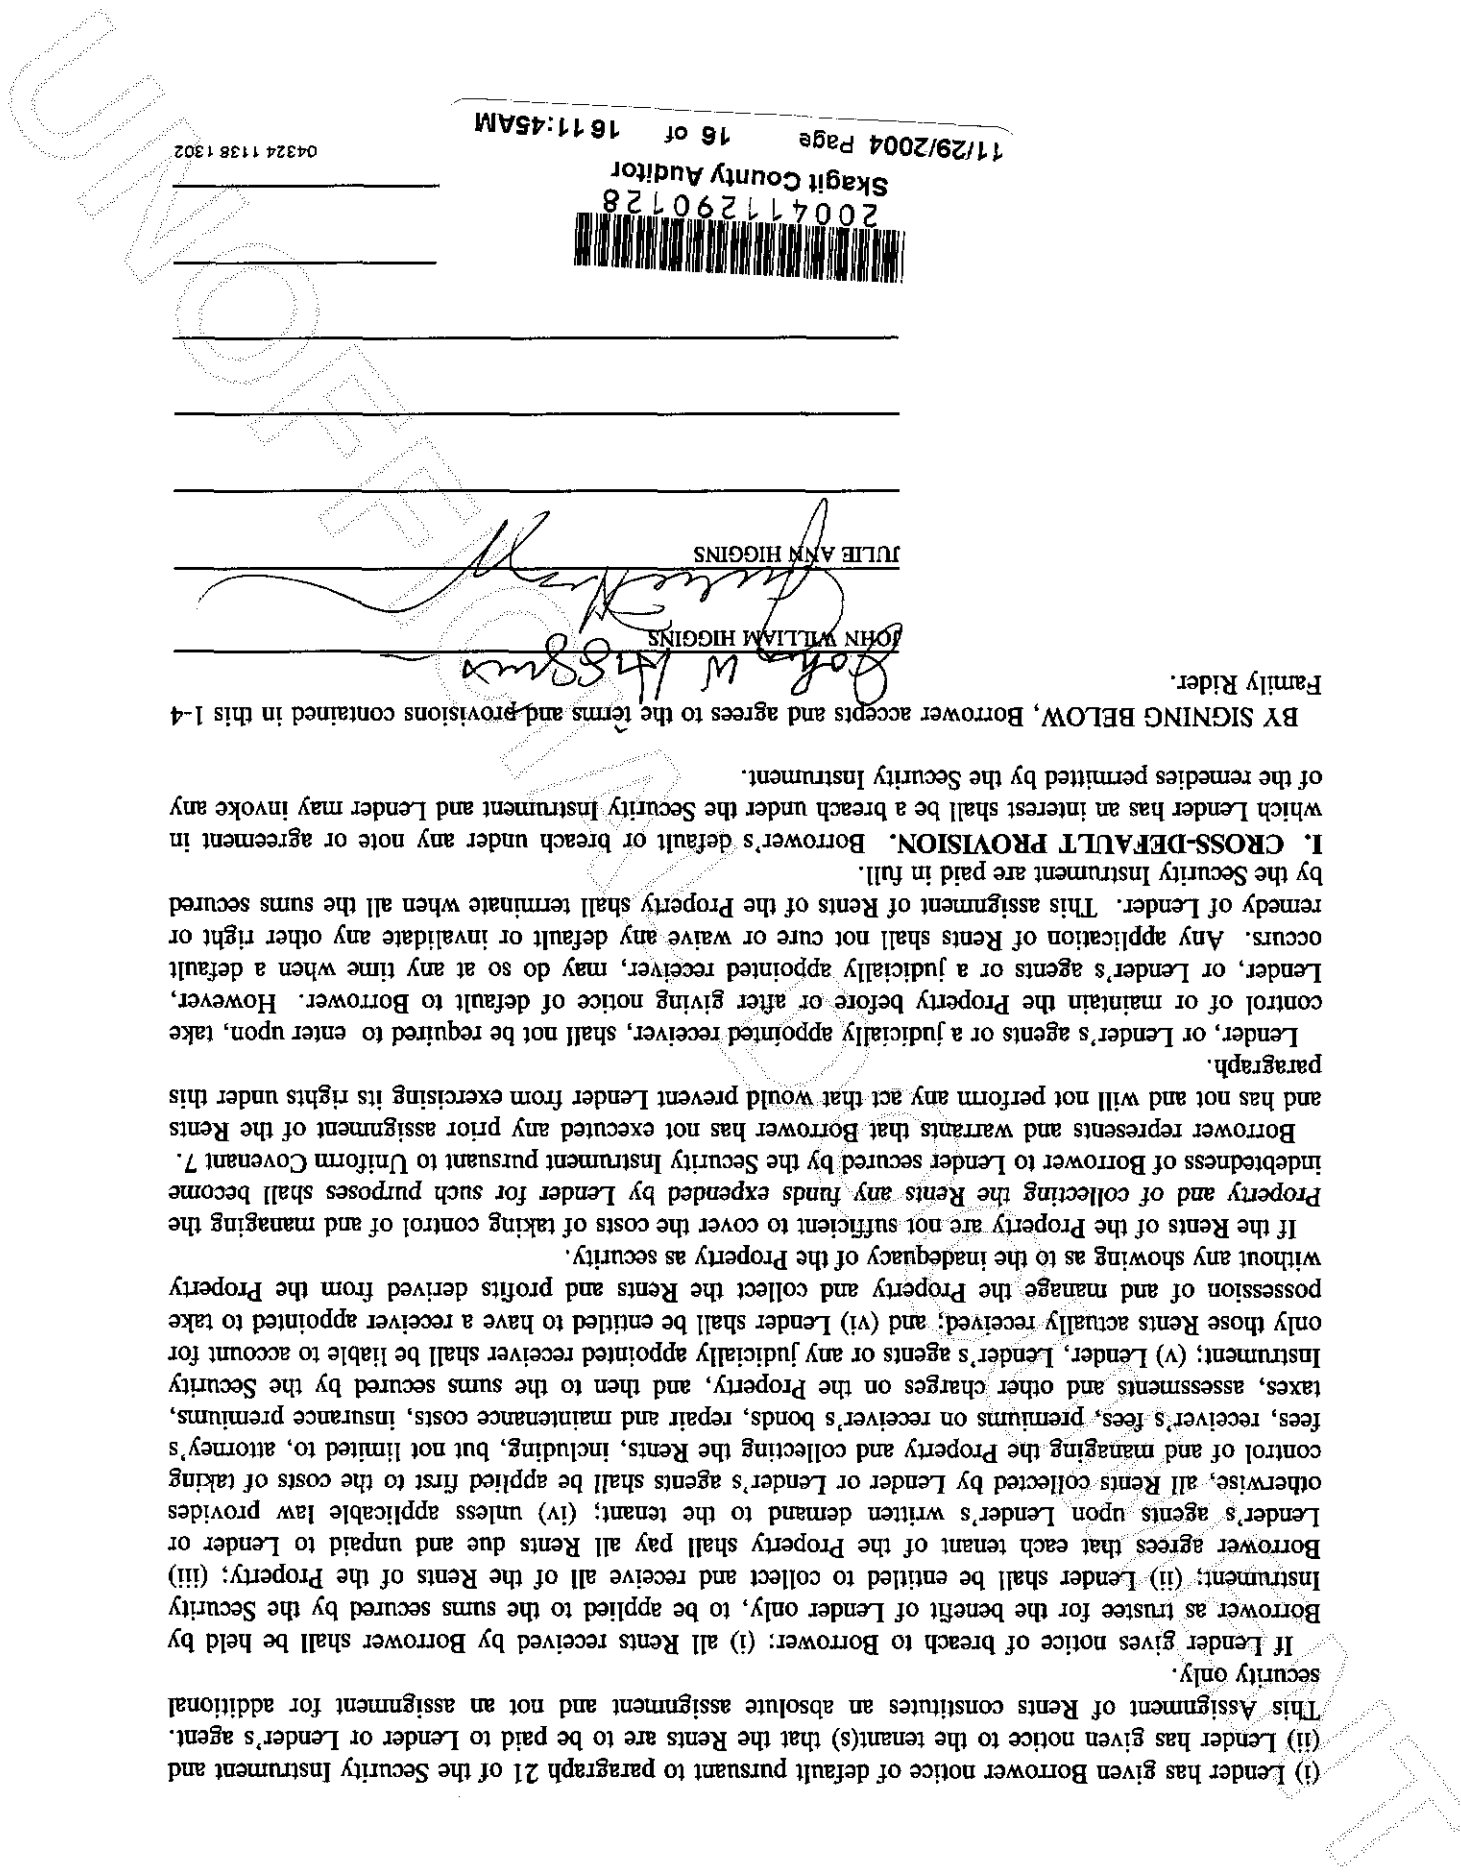 (i) Lender has given Borrower notice of default pursuant to paragraph 21 of the Security Instrument and
(ii) Lender has given notice to the tenant(s) that the Rents are to be paid to Lender or Lender's agent.
This Assignment of Rents constitutes an absolute assignment and not an assignment for additional
security only.
If Lender gives notice of breach to Borrower: (i) all Rents received by Borrower shall be held by
Borrower as trustee for the benefit of Lender only, to be applied to the sums secured by the Security
Instrument; (ii) Lender shall be entitled to collect and receive all of the Rents of the Property; (iii)
Borrower agrees that each tenant of the Property shall pay all Rents due and unpaid to Lender or
Lender's agents upon Lender's written demand to the tenant; (iv) unless applicable law provides
otherwise, all Rents collected by Lender or Lender's agents shall be applied first to the costs of taking
control of and managing the Property and collecting the Rents, including, but not limited to, attorney's
fees, receiver's fees, premiums on receiver's bonds, repair and maintenance costs, insurance premiums,
taxes, assessments and other charges on the Property, and then to the sums secured by the Security
Instrument; (v) Lender, Lender's agents or any judicially appointed receiver shall be liable to account for
only those Rents actually received; and (vi) Lender shall be entitled to have a receiver appointed to take
possession of and manage the Property and collect the Rents and profits derived from the Property
without any showing as to the inadequacy of the Property as security.
If the Rents of the Property are not sufficient to cover the costs of taking control of and managing the
Property and of collecting the Rents any funds expended by Lender for such purposes shall become
indebtedness of Borrower to Lender secured by the Security Instrument pursuant to Uniform Covenant 7.
Borrower represents and warrants that Borrower has not executed any prior assignment of the Rents
and has not and will not perform any act that would prevent Lender from exercising its rights under this
paragraph.
Lender, or Lender's agents or a judicially appointed receiver, shall not be required to enter upon, take
control of or maintain the Property before or after giving notice of default to Borrower. However,
Lender, or Lender's agents or a judicially appointed receiver, may do so at any time when a default
occurs. Any application of Rents shall not cure or waive any default or invalidate any other right or
remedy of Lender. This assignment of Rents of the Property shall terminate when all the sums secured
by the Security Instrument are paid in full.
I. CROSS-DEFAULT PROVISION. Borrower's default or breach under any note or agreement in
which Lender has an interest shall be a breach under the Security Instrument and Lender may invoke any
of the remedies permitted by the Security Instrument.
BY SIGNING BELOW, Borrower accepts and agrees to the terms and provisions contained in this 1-4
Family Rider.
John W Higgins
JOHN WILLIAM HIGGINS
JULIE ANN HIGGINS
200411290128
Skagit County Auditor
11/29/2004 Page 16 of 16 11:45AM
04324 1138 1302
UNOFFICIAL DOCUMENT